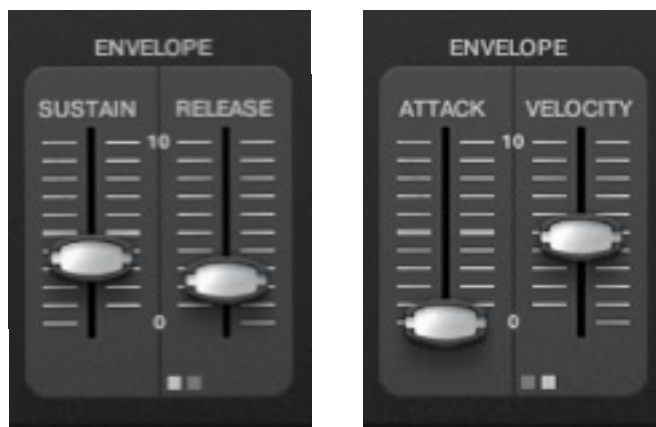 ENVELOPE
SUSTAIN RELEASE
10
0
ENVELOPE
ATTACK VELOCITY
10
0